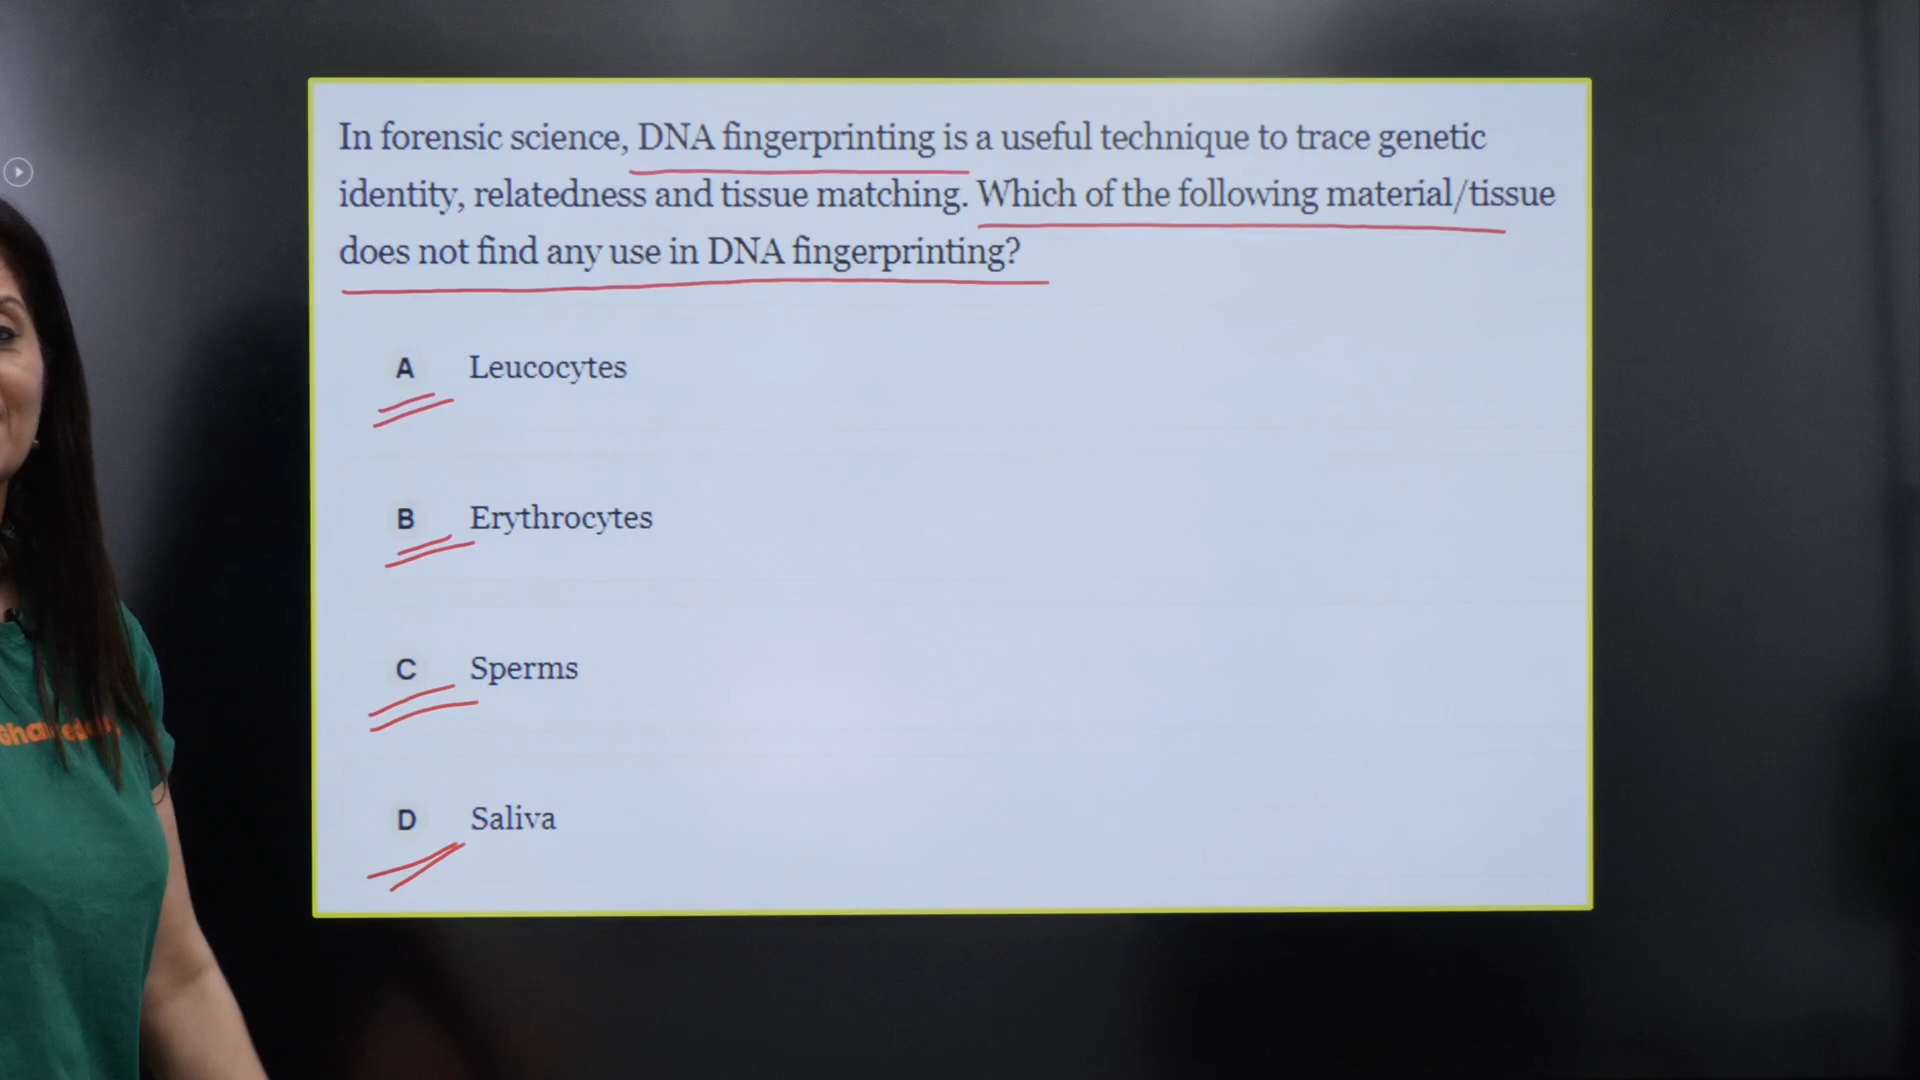 In forensic science, DNA fingerprinting is a useful technique to trace genetic
identity, relatedness and tissue matching. Which of the following material/tissue
does not find any use in DNA fingerprinting?
A Leucocytes
B Erythrocytes
C Sperms
D Saliva